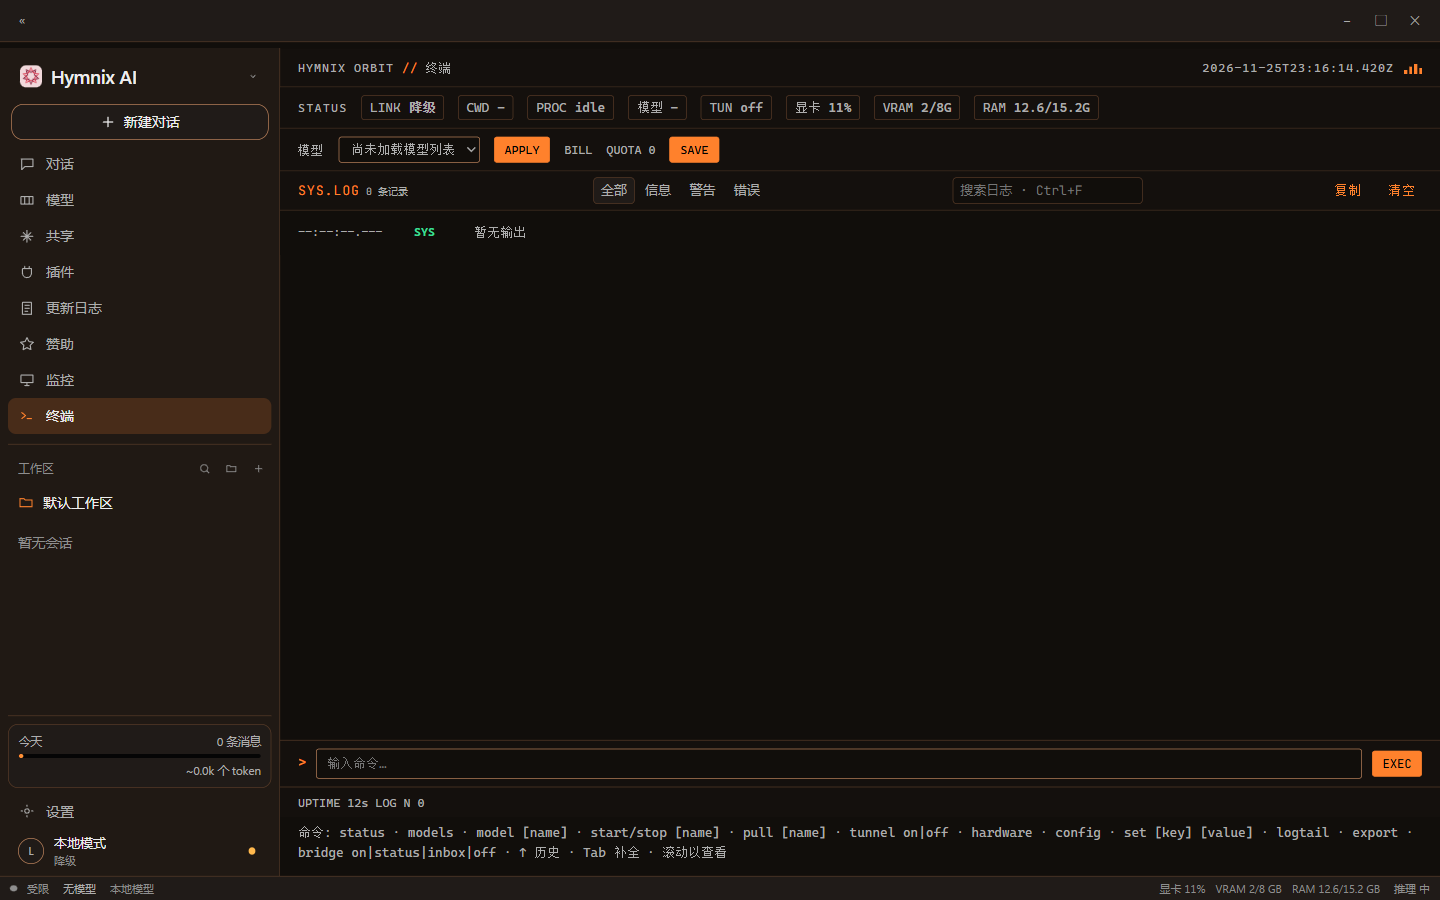 «
Hymnix AI
+ 新建对话
对话
模型
共享
插件
更新日志
赞助
监控
>_ 终端
工作区
默认工作区
暂无会话
今天 0 条消息
~0.0k 个 token
设置
L 本地模式
降级
HYMNIX ORBIT // 终端 2026-11-25T23:16:14.420Z
STATUS LINK 降级 CWD – PROC idle 模型 – TUN off 显卡 11% VRAM 2/8G RAM 12.6/15.2G
模型 尚未加载模型列表 APPLY BILL QUOTA 0 SAVE
SYS.LOG 0 条记录 全部 信息 警告 错误 搜索日志 · Ctrl+F 复制 清空
--:--:--.--- SYS 暂无输出
> 输入命令… EXEC
UPTIME 12s LOG N 0
命令: status · models · model [name] · start/stop [name] · pull [name] · tunnel on|off · hardware · config · set [key] [value] · logtail · export ·
bridge on|status|inbox|off · ↑ 历史 · Tab 补全 · 滚动以查看
受限 无模型 本地模型 显卡 11% VRAM 2/8 GB RAM 12.6/15.2 GB 推理 中